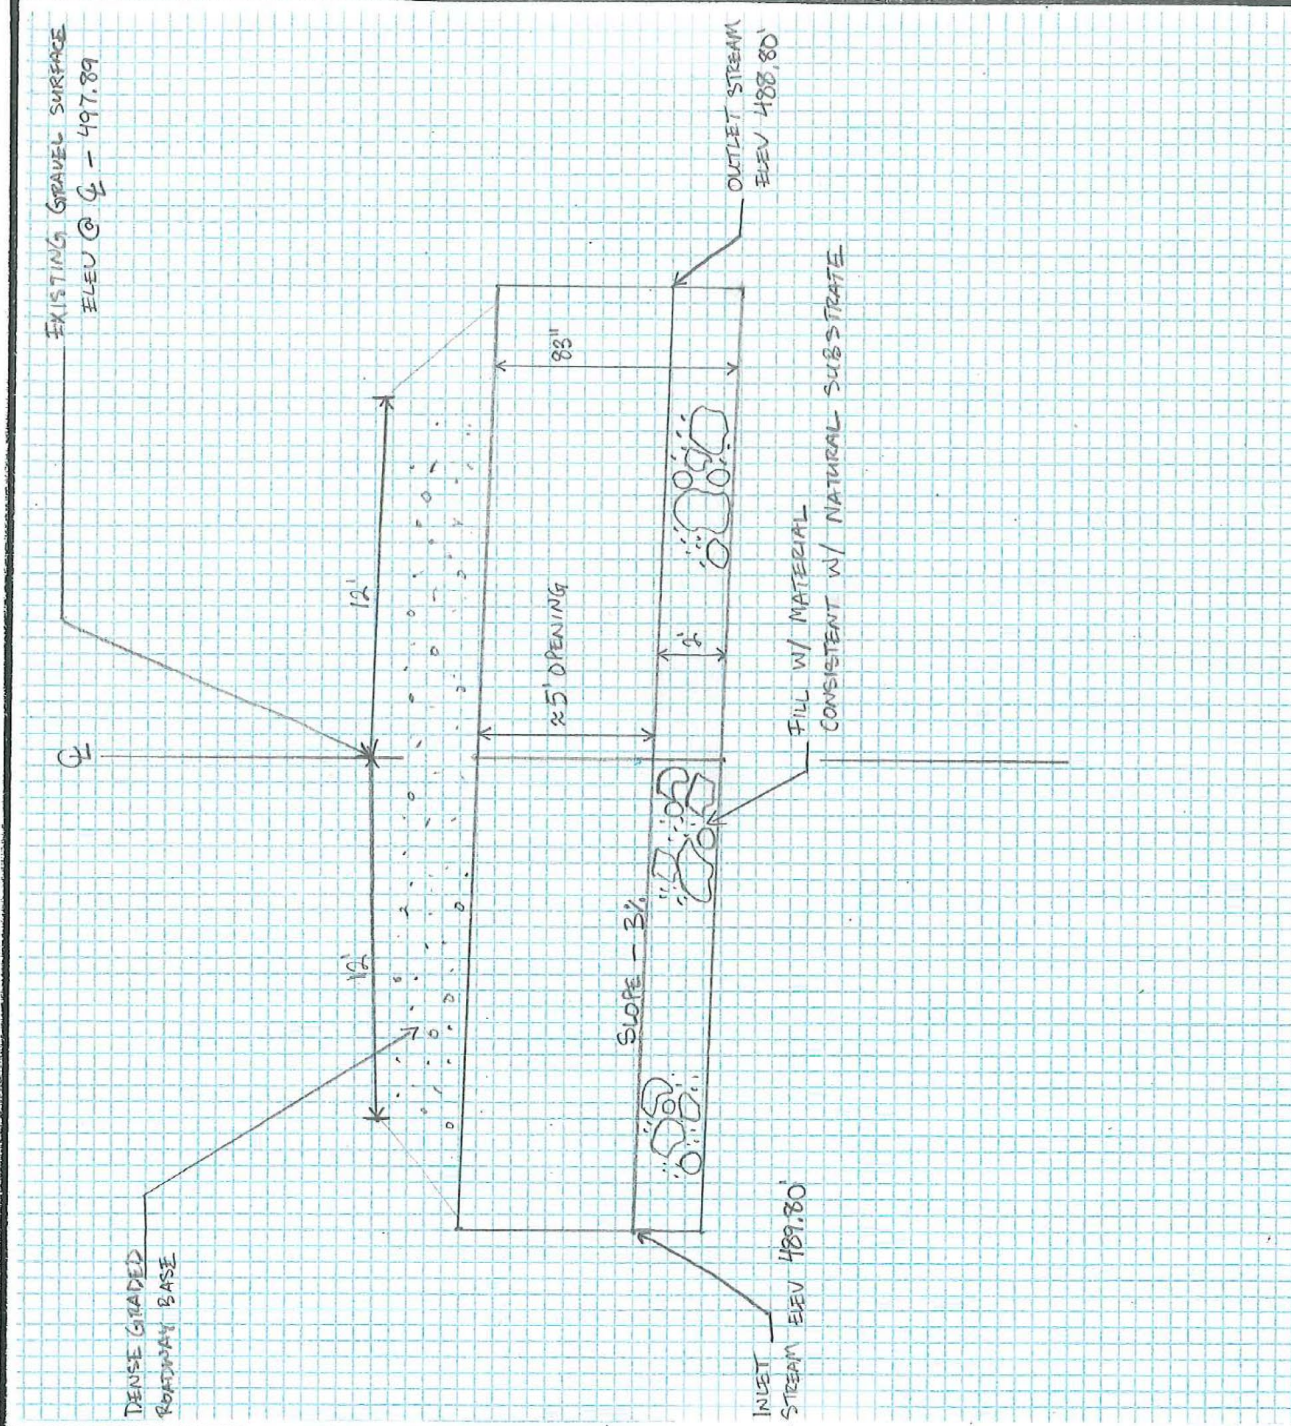 EXISTING GRAVEL SURFACE
ELEV @ ℄ - 497.89
℄
12'
12'
DENSE GRADED
ROADWAY BASE
83"
≈5' OPENING
2'
SLOPE - 3%
OUTLET STREAM
ELEV 488.80'
FILL W/ MATERIAL
CONSISTENT W/ NATURAL SUBSTRATE
INLET
STREAM ELEV 489.80'